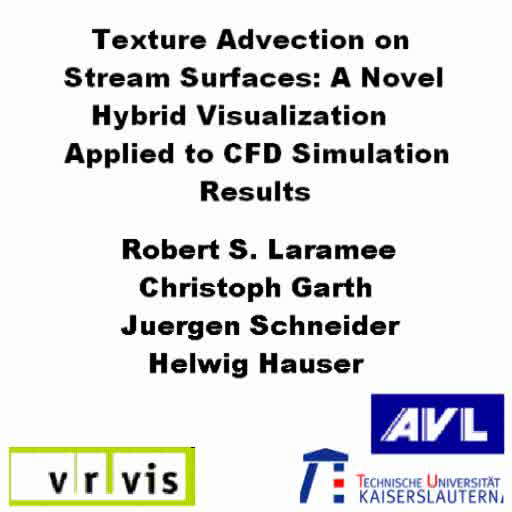 Texture Advection on
Stream Surfaces: A Novel
Hybrid Visualization
Applied to CFD Simulation
Results
Robert S. Laramee
Christoph Garth
Juergen Schneider
Helwig Hauser
AVL
vrvis
TECHNISCHE UNIVERSITÄT
KAISERSLAUTERN